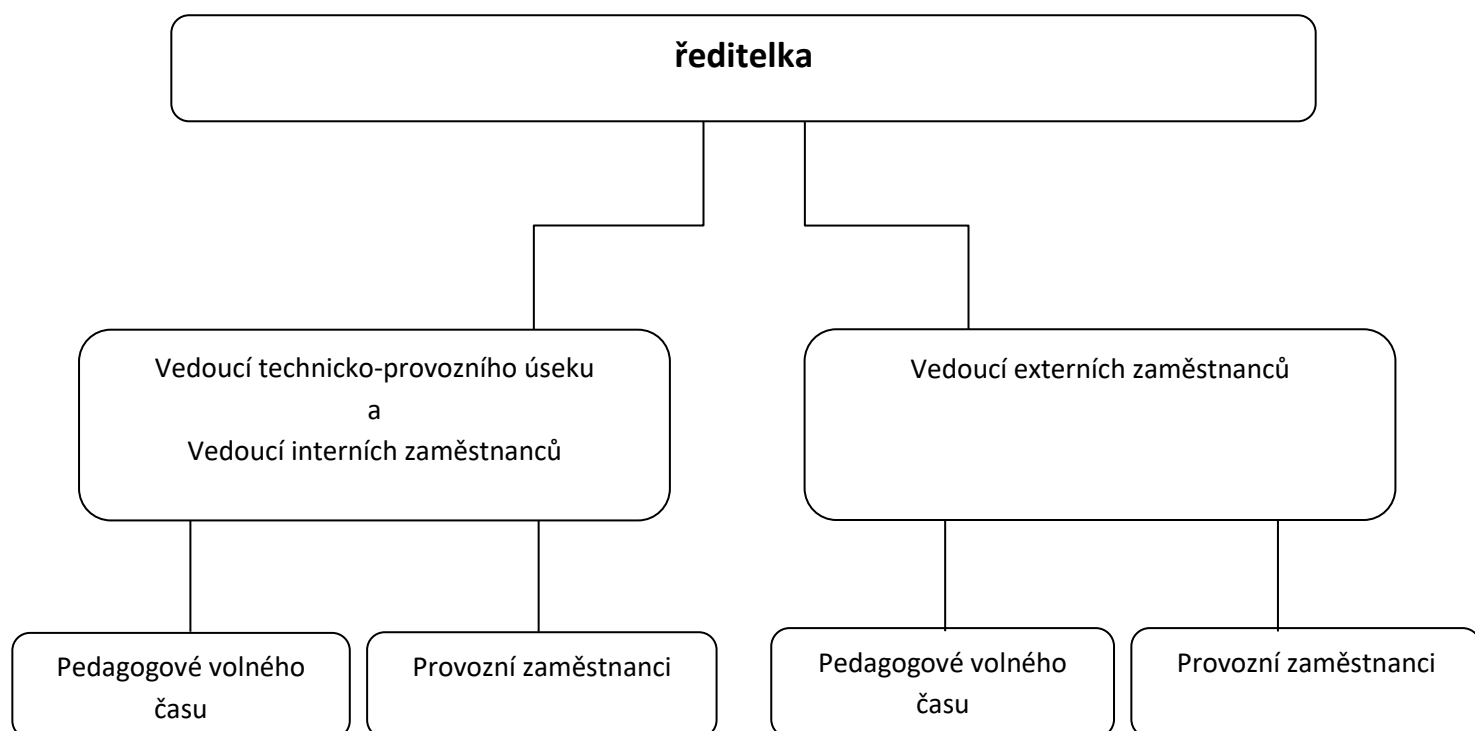 ředitelka
Vedoucí technicko-provozního úseku
a
Vedoucí interních zaměstnanců
Vedoucí externích zaměstnanců
Pedagogové volného
času
Provozní zaměstnanci
Pedagogové volného
času
Provozní zaměstnanci